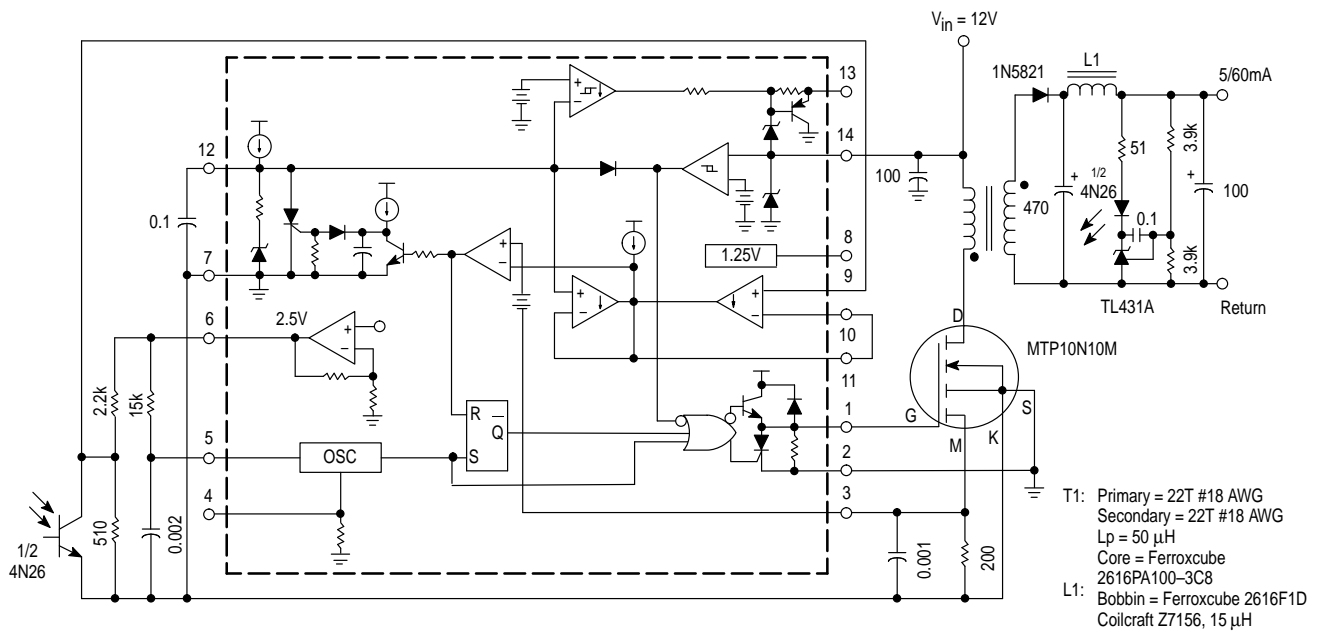 V_in = 12V
1N5821
L1
5/60mA
13
14
12
51
3.9k
100
+
1/2
4N26
+
100
0.1
470
0.1
3.9k
7
8
1.25V
9
TL431A
Return
6
2.5V
10
D
MTP10N10M
11
2.2k
15k
R
Q
S
G
S
1
M
K
5
OSC
2
4
3
T1: Primary = 22T #18 AWG
Secondary = 22T #18 AWG
Lp = 50 μH
Core = Ferroxcube
2616PA100–3C8
L1: Bobbin = Ferroxcube 2616F1D
Coilcraft Z7156, 15 μH
1/2
4N26
510
0.002
0.001
200